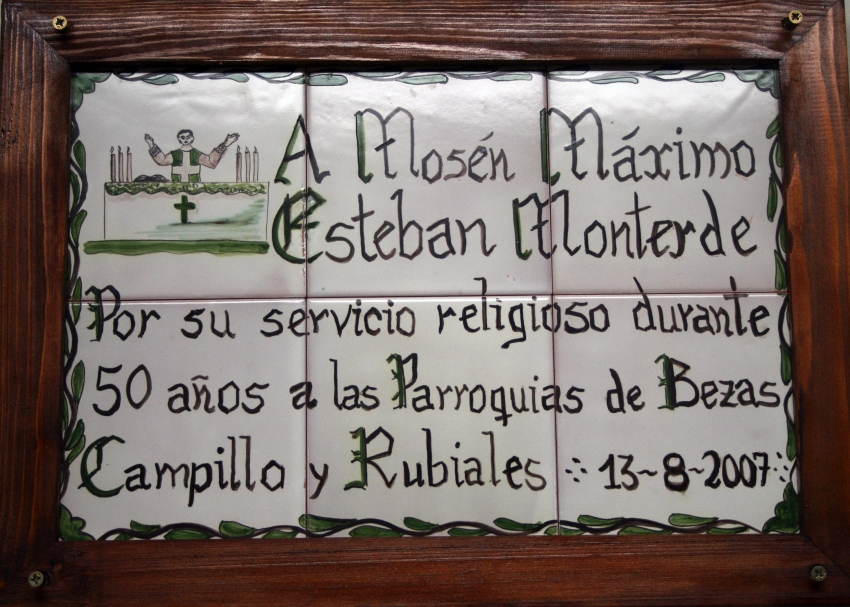 A Mosén Máximo
Esteban Monterde
Por su servicio religioso durante
50 años a las Parroquias de Bezas
Campillo y Rubiales 13-8-2007